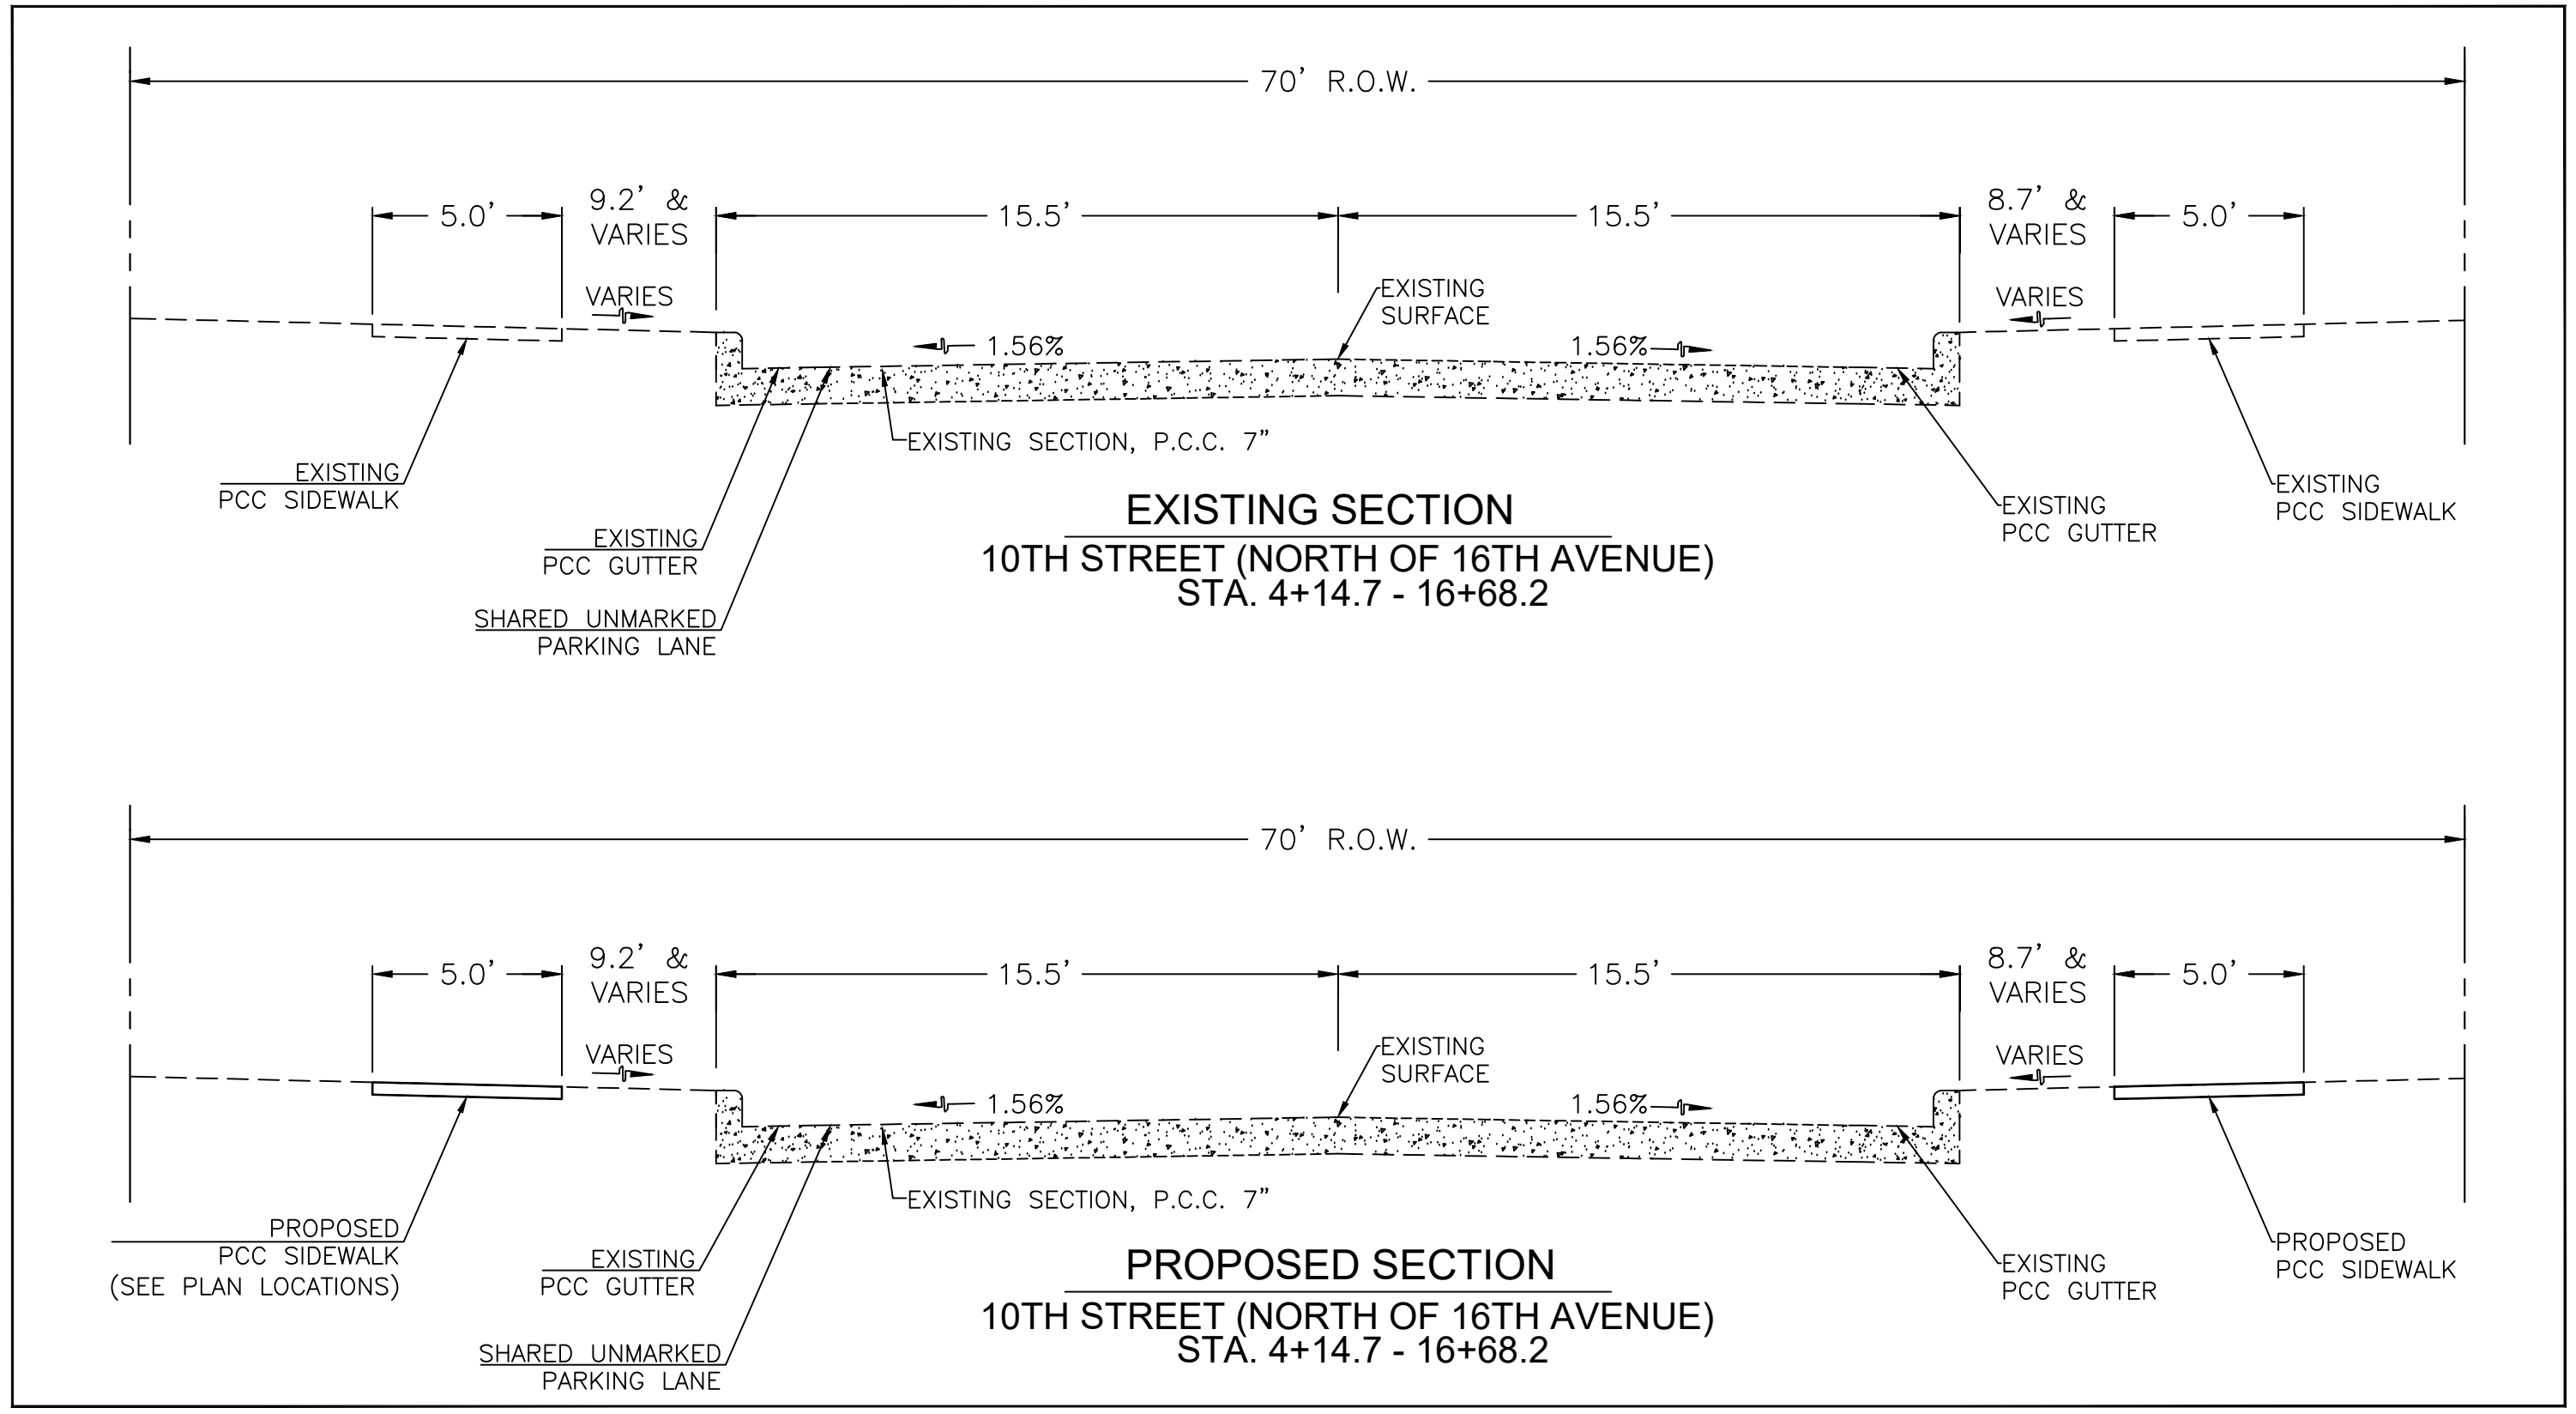 70' R.O.W.
5.0'
9.2' &
VARIES
15.5'
15.5'
8.7' &
VARIES
5.0'
VARIES
1.56%
EXISTING
SURFACE
1.56%
VARIES
EXISTING SECTION, P.C.C. 7"
EXISTING
PCC SIDEWALK
EXISTING
PCC GUTTER
SHARED UNMARKED
PARKING LANE
EXISTING
PCC GUTTER
EXISTING
PCC SIDEWALK
EXISTING SECTION
10TH STREET (NORTH OF 16TH AVENUE)
STA. 4+14.7 - 16+68.2
70' R.O.W.
5.0'
9.2' &
VARIES
15.5'
15.5'
8.7' &
VARIES
5.0'
VARIES
1.56%
EXISTING
SURFACE
1.56%
VARIES
EXISTING SECTION, P.C.C. 7"
PROPOSED
PCC SIDEWALK
(SEE PLAN LOCATIONS)
EXISTING
PCC GUTTER
SHARED UNMARKED
PARKING LANE
EXISTING
PCC GUTTER
PROPOSED
PCC SIDEWALK
PROPOSED SECTION
10TH STREET (NORTH OF 16TH AVENUE)
STA. 4+14.7 - 16+68.2